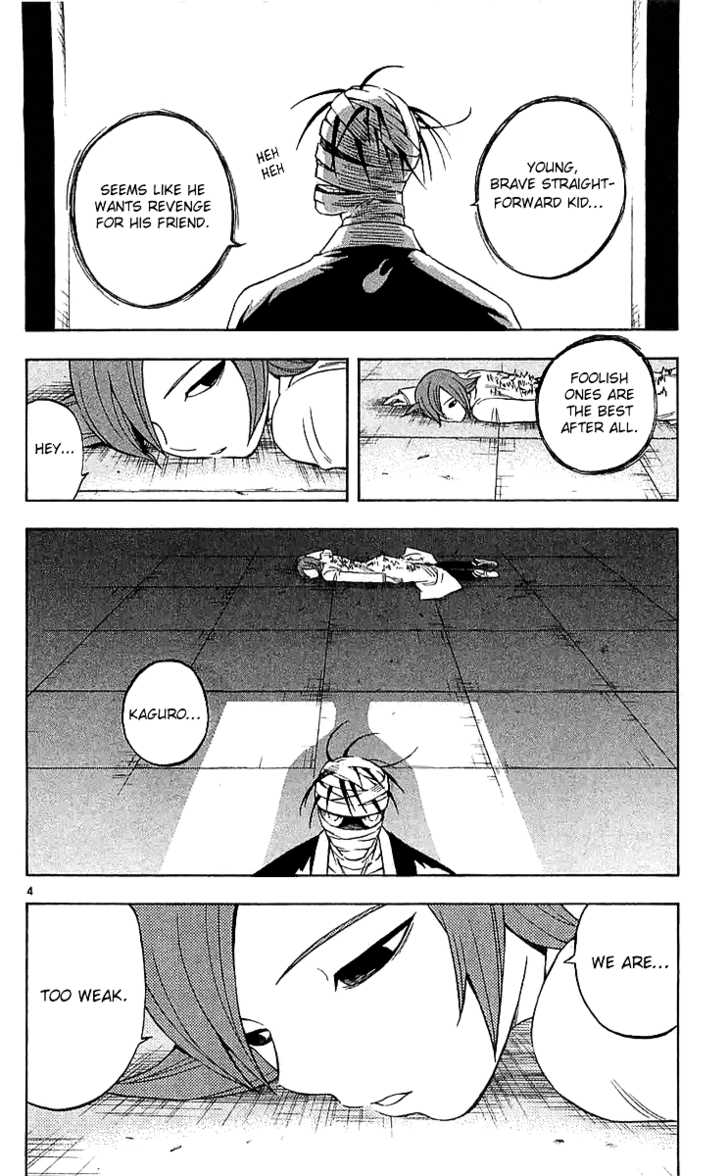 YOUNG,
BRAVE STRAIGHT-
FORWARD KID...
HEH
HEH
SEEMS LIKE HE
WANTS REVENGE
FOR HIS FRIEND.
FOOLISH
ONES ARE
THE BEST
AFTER ALL.
HEY...
KAGURO...
4
WE ARE...
TOO WEAK.